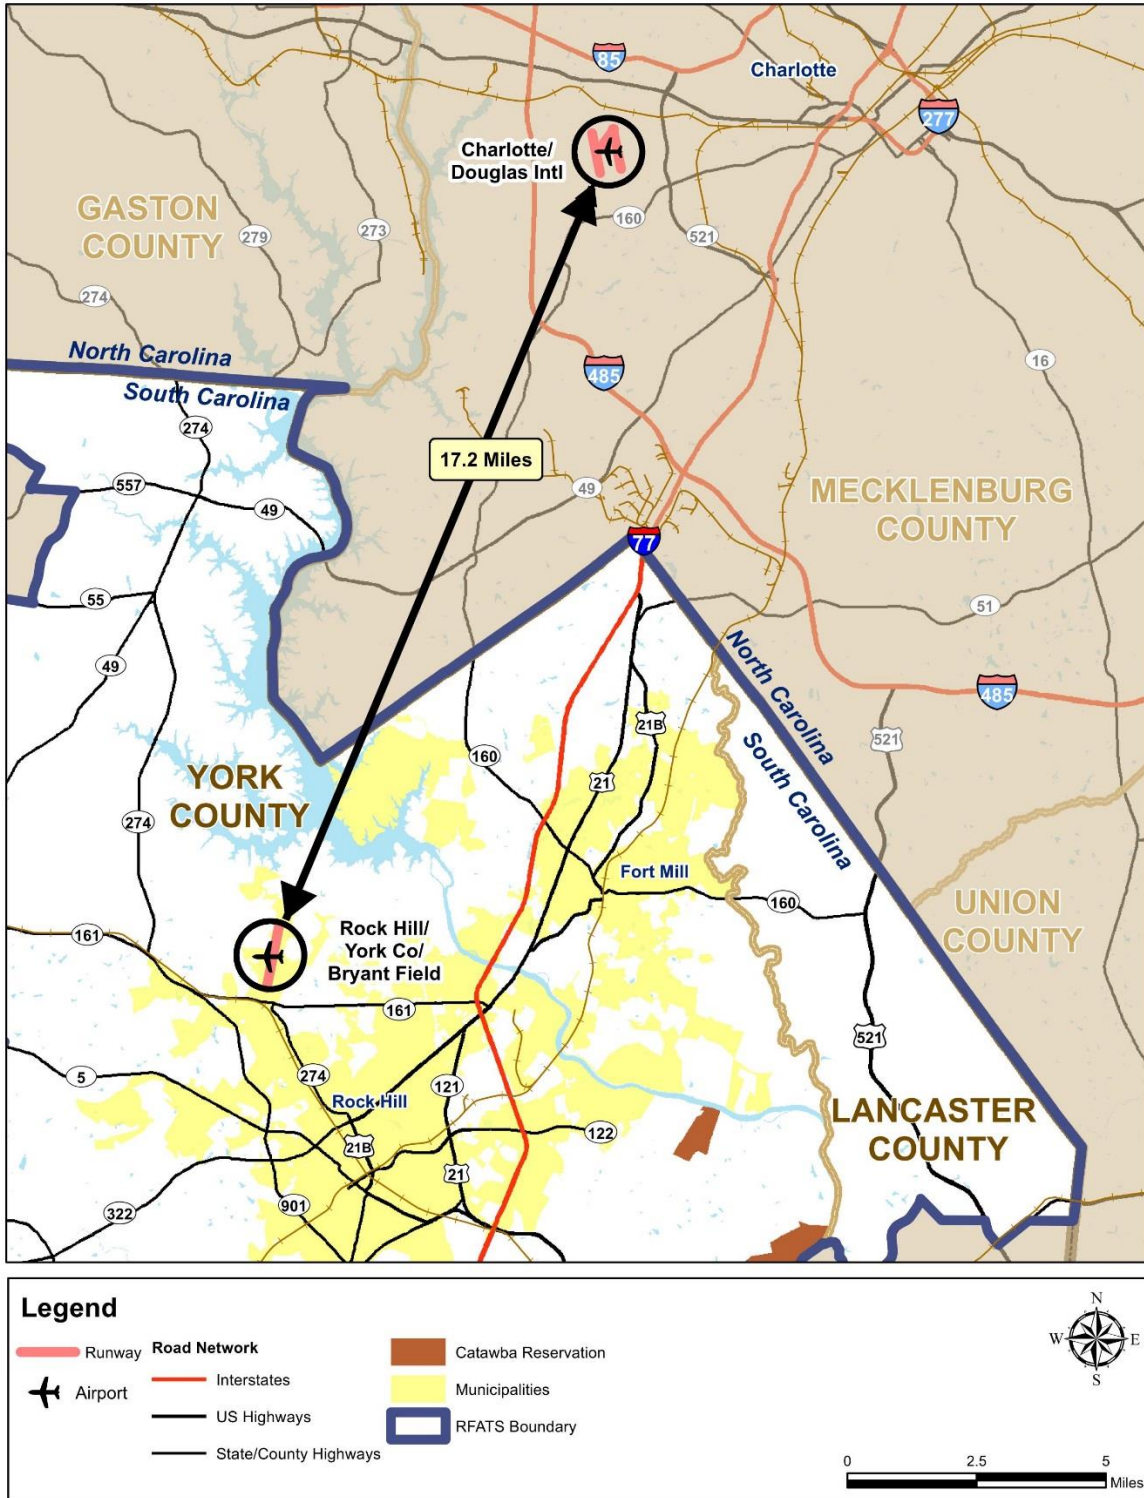 85
Charlotte
277
Charlotte/
Douglas Intl
GASTON
COUNTY
279
273
160
521
274
North Carolina
South Carolina
485
16
274
17.2 Miles
557
49
49
MECKLENBURG
COUNTY
77
55
51
49
North Carolina
South Carolina
485
21B
521
160
21
YORK
COUNTY
274
Fort Mill
160
UNION
COUNTY
161
Rock Hill/
York Co/
Bryant Field
161
521
5
274
121
Rock Hill
LANCASTER
COUNTY
21B
122
21
901
322
Legend
Runway
Airport
Road Network
Interstates
US Highways
State/County Highways
Catawba Reservation
Municipalities
RFATS Boundary
N
W
E
S
0
2.5
5
Miles